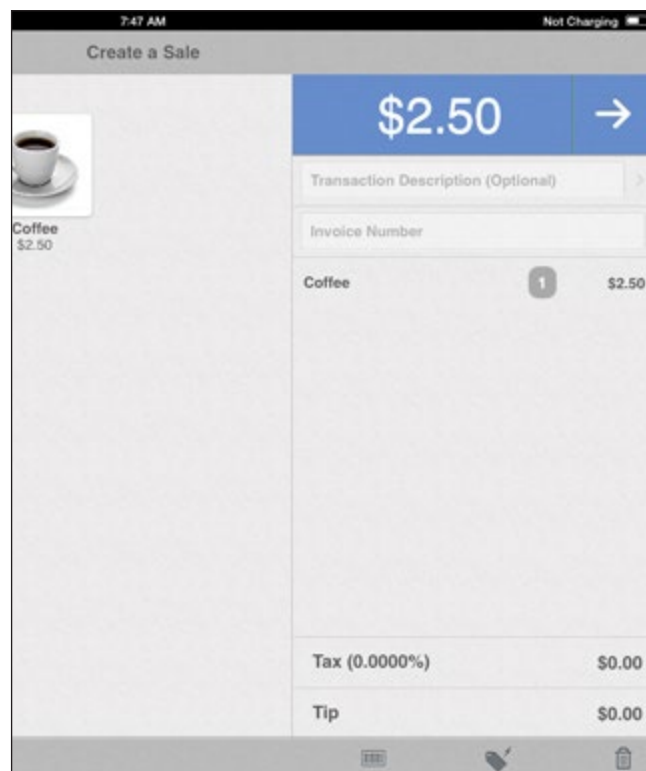 7:47 AM
Not Charging
Create a Sale
Coffee
$2.50
$2.50
Transaction Description (Optional)
Invoice Number
Coffee 1 $2.50
Tax (0.0000%) $0.00
Tip $0.00